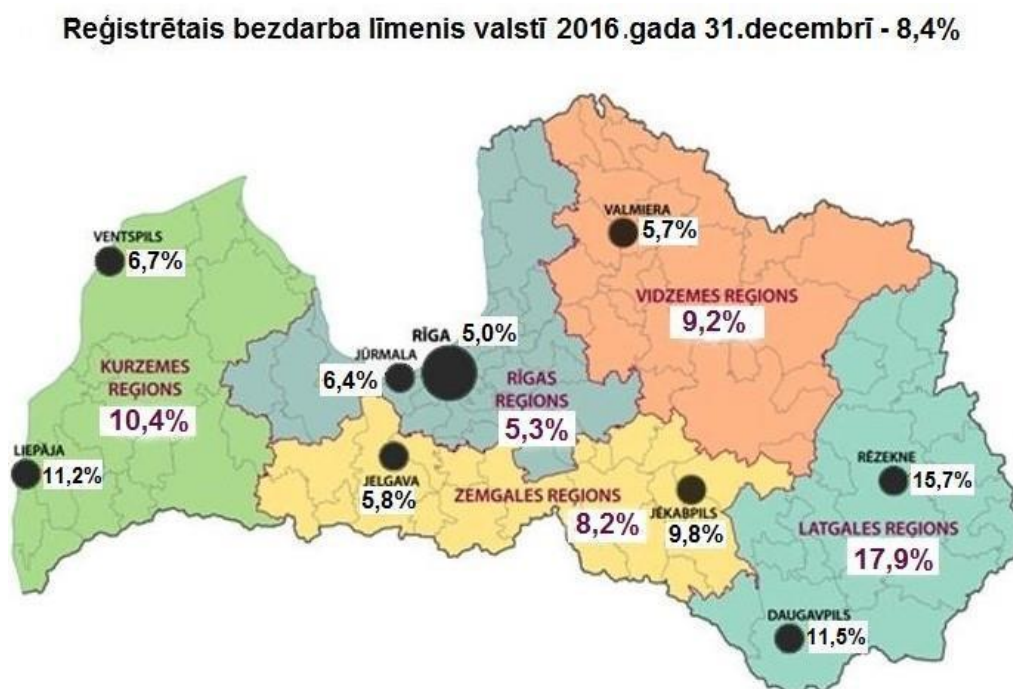 Reģistrētais bezdarba līmenis valstī 2016.gada 31.decembrī - 8,4%
VALMIERA
5,7%
VENTSPILS
6,7%
VIDZEMES REĢIONS
9,2%
RĪGA 5,0%
JŪRMALA
6,4%
KURZEMES
REĢIONS
10,4%
RĪGAS
REĢIONS
5,3%
LIEPĀJA
11,2%
JELGAVA
5,8%
ZEMGALES REĢIONS
8,2%
JĒKABPILS
9,8%
RĒZEKNE
15,7%
LATGALES REĢIONS
17,9%
DAUGAVPILS
11,5%